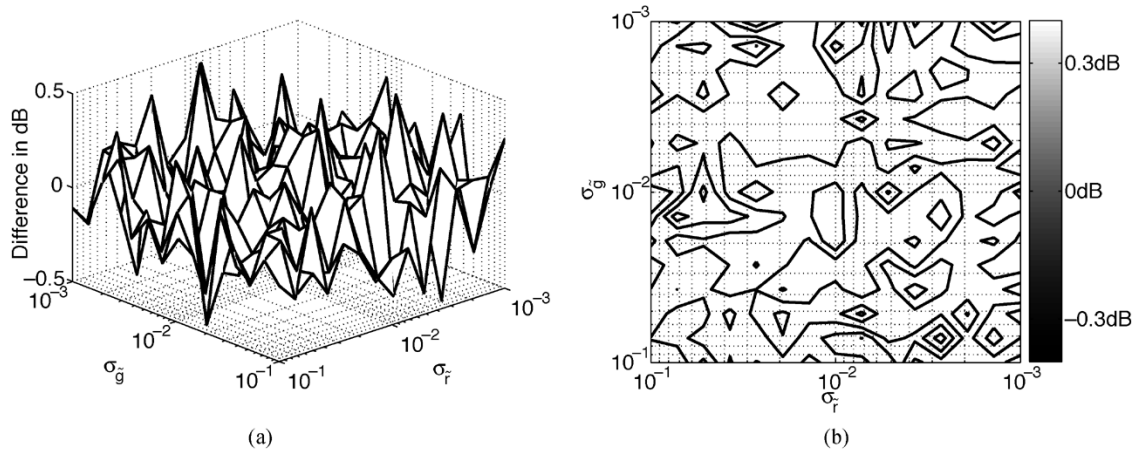 Difference in dB
0.5
0
−0.5
10⁻³
10⁻²
10⁻¹
σ_g̃
10⁻¹
10⁻²
10⁻³
σ_r̃
(a)
10⁻³
10⁻²
10⁻¹
σ_g̃
10⁻¹
10⁻²
10⁻³
σ_r̃
0.3dB
0dB
−0.3dB
(b)